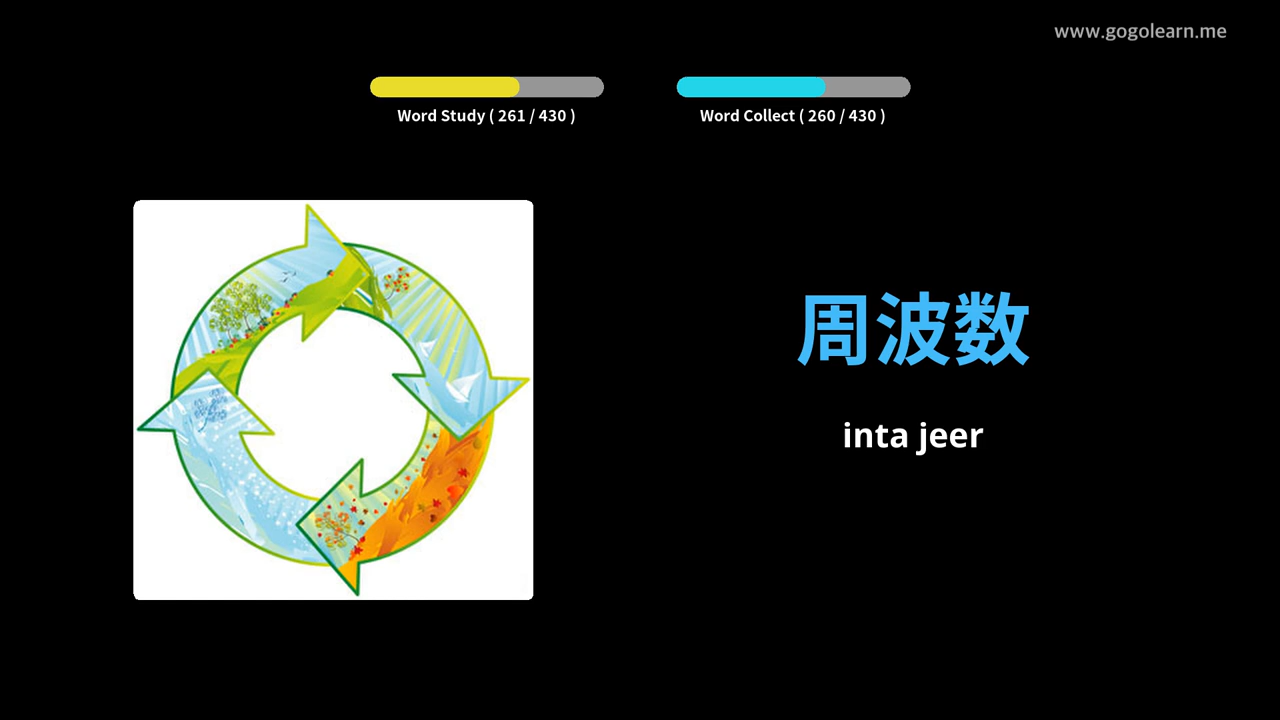 www.gogolearn.me
Word Study ( 261 / 430 )
Word Collect ( 260 / 430 )
周波数
inta jeer